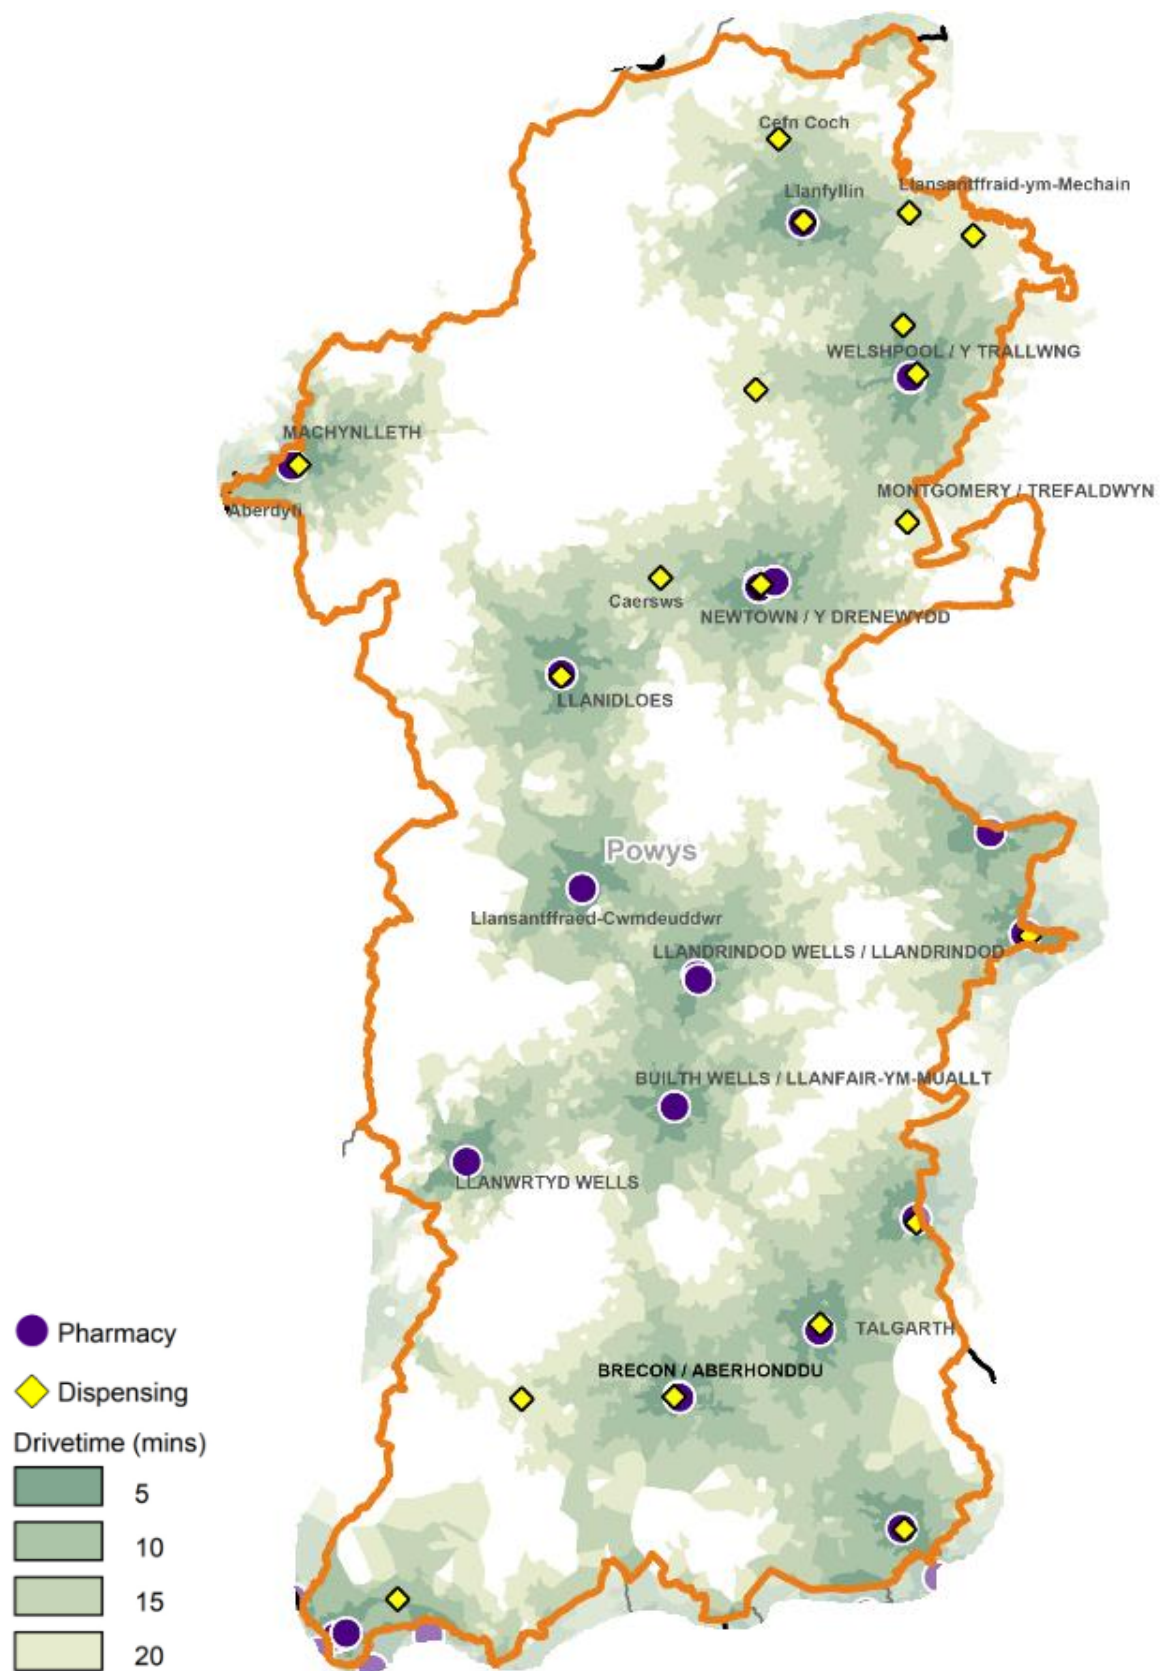 Cefn Coch
Llanfyllin
Llansantffraid-ym-Mechain
WELSHPOOL / Y TRALLWNG
MACHYNLLETH
MONTGOMERY / TREFALDWYN
Aberdyfi
Caersws
NEWTOWN / Y DRENEWYDD
LLANIDLOES
Powys
Llansantffraed-Cwmdeuddwr
LLANDRINDOD WELLS / LLANDRINDOD
BUILTH WELLS / LLANFAIR-YM-MUALLT
LLANWRTYD WELLS
TALGARTH
BRECON / ABERHONDDU
Pharmacy
Dispensing
Drivetime (mins)
5
10
15
20